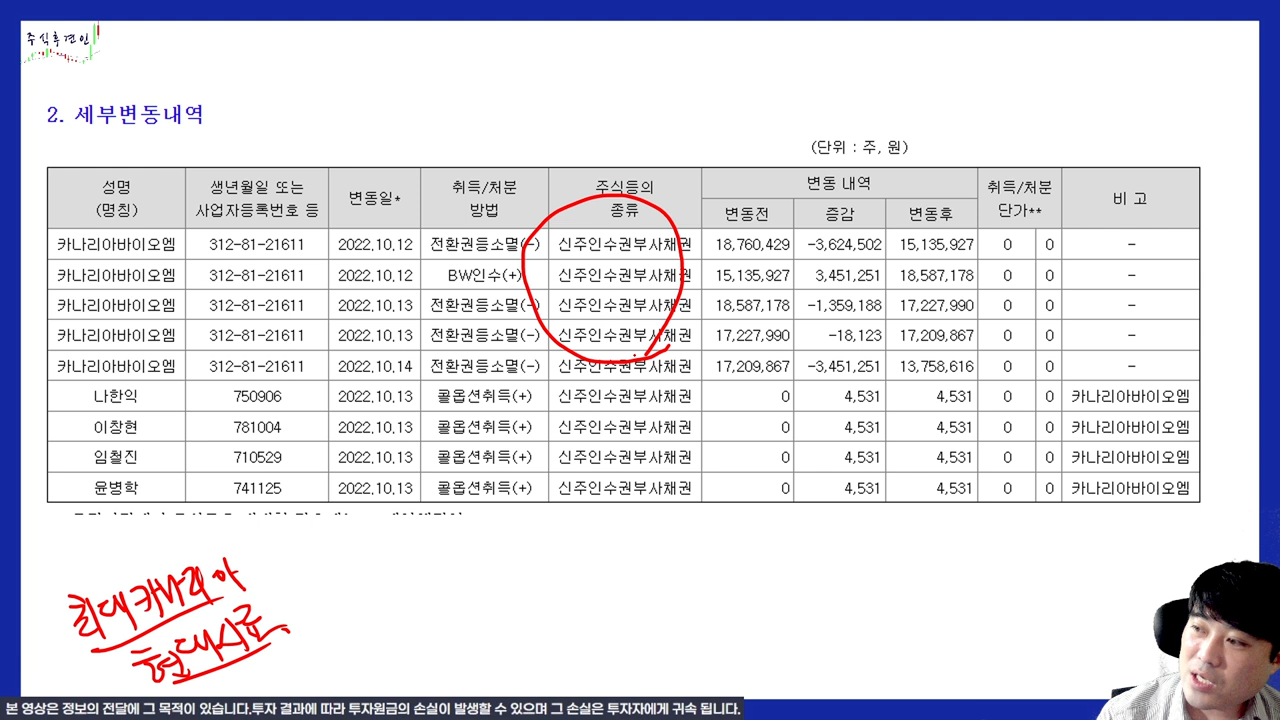 주식후견인
2. 세부변동내역
(단위 : 주, 원)
성명 (명칭) 생년월일 또는 사업자등록번호 등 변동일* 취득/처분 방법 주식등의 종류 변동 내역 변동전 증감 변동후 취득/처분 단가** 비 고
카나리아바이오엠 312-81-21611 2022.10.12 전환권등소멸(-) 신주인수권부사채권 18,760,429 -3,624,502 15,135,927 0 0 -
카나리아바이오엠 312-81-21611 2022.10.12 BW인수(+) 신주인수권부사채권 15,135,927 3,451,251 18,587,178 0 0 -
카나리아바이오엠 312-81-21611 2022.10.13 전환권등소멸(-) 신주인수권부사채권 18,587,178 -1,359,188 17,227,990 0 0 -
카나리아바이오엠 312-81-21611 2022.10.13 전환권등소멸(-) 신주인수권부사채권 17,227,990 -18,123 17,209,867 0 0 -
카나리아바이오엠 312-81-21611 2022.10.14 전환권등소멸(-) 신주인수권부사채권 17,209,867 -3,451,251 13,758,616 0 0 -
나한익 750906 2022.10.13 콜옵션취득(+) 신주인수권부사채권 0 4,531 4,531 0 0 카나리아바이오엠
이창현 781004 2022.10.13 콜옵션취득(+) 신주인수권부사채권 0 4,531 4,531 0 0 카나리아바이오엠
임철진 710529 2022.10.13 콜옵션취득(+) 신주인수권부사채권 0 4,531 4,531 0 0 카나리아바이오엠
윤병학 741125 2022.10.13 콜옵션취득(+) 신주인수권부사채권 0 4,531 4,531 0 0 카나리아바이오엠
최대카나리아
현대사료
본 영상은 정보의 전달에 그 목적이 있습니다.투자 결과에 따라 투자원금의 손실이 발생할 수 있으며 그 손실은 투자자에게 귀속 됩니다.